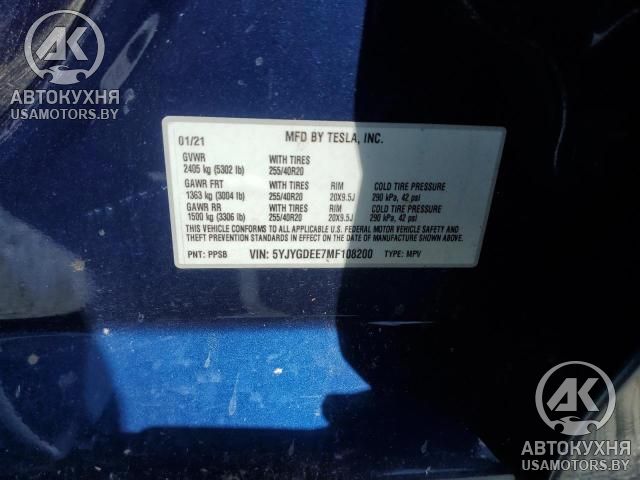 АК
АВТОКУХНЯ
USAMOTORS.BY
01/21 MFD BY TESLA, INC.
GVWR WITH TIRES
2405 kg (5302 lb) 255/40R20
GAWR FRT WITH TIRES RIM COLD TIRE PRESSURE
1363 kg (3004 lb) 255/40R20 20X9.5J 290 kPa, 42 psi
GAWR RR WITH TIRES RIM COLD TIRE PRESSURE
1500 kg (3306 lb) 255/40R20 20X9.5J 290 kPa, 42 psi
THIS VEHICLE CONFORMS TO ALL APPLICABLE U.S. FEDERAL MOTOR VEHICLE SAFETY
AND THEFT PREVENTION STANDARDS IN EFFECT ON THE DATE OF MANUFACTURE SHOWN ABOVE.
PNT: PPSB VIN: 5YJYGDEE7MF108200 TYPE: MPV
АК
АВТОКУХНЯ
USAMOTORS.BY